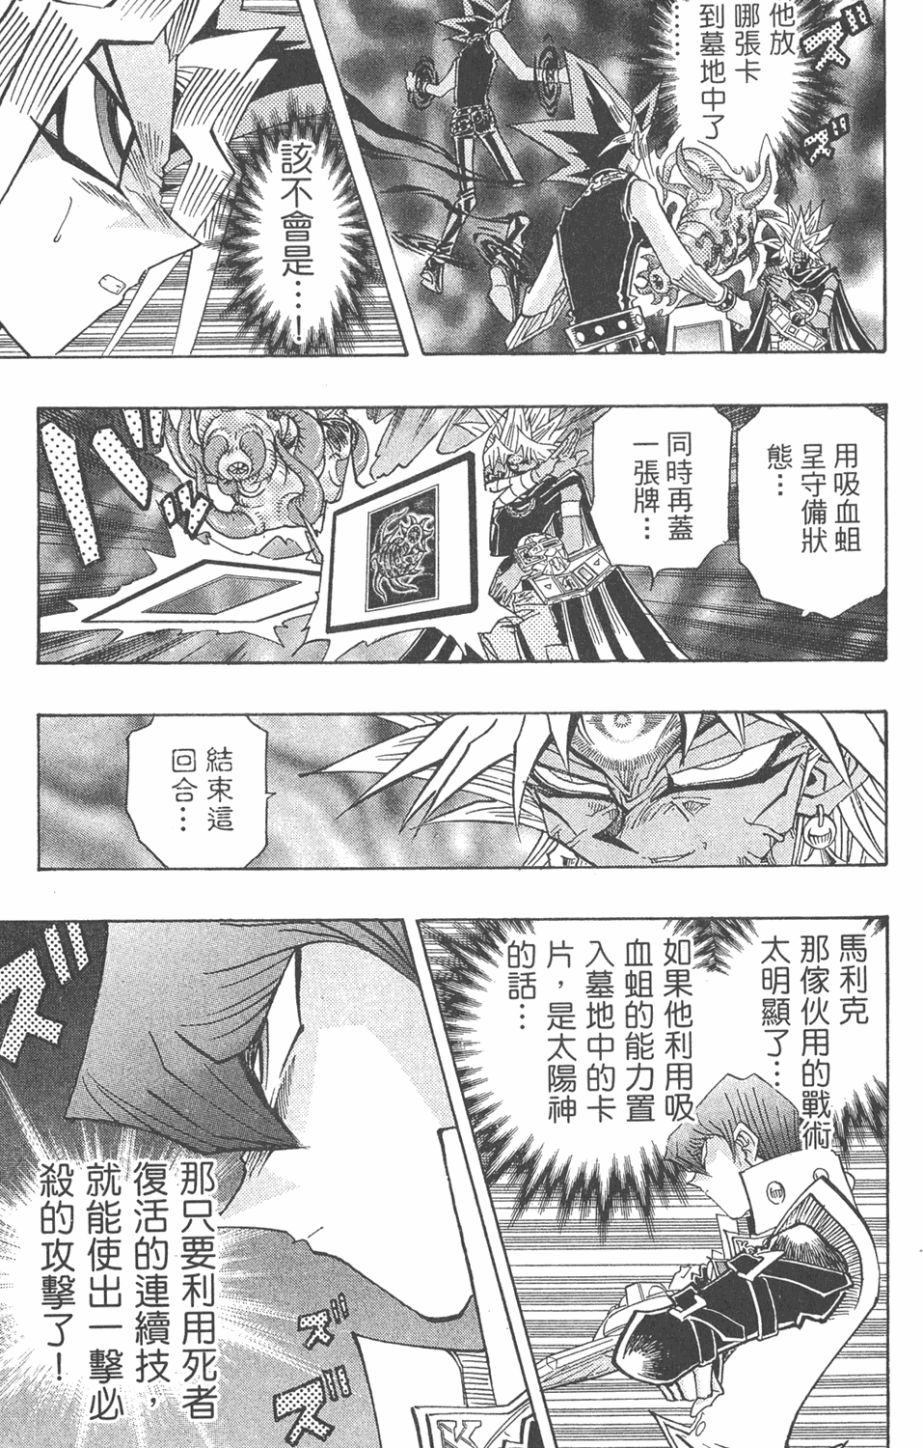 他放
哪張卡
到墓地中了
……
該不會是…！
用吸血蛆
呈守備狀
態…
同時再蓋
一張牌…
結束這
回合…
馬利克
那傢伙用的戰術
太明顯了…
如果他利用吸
血蛆的能力置
入墓地中的卡
片，是太陽神
的話…
那只要利用死者
復活的連續技，
就能使出一擊必
殺的攻擊了！